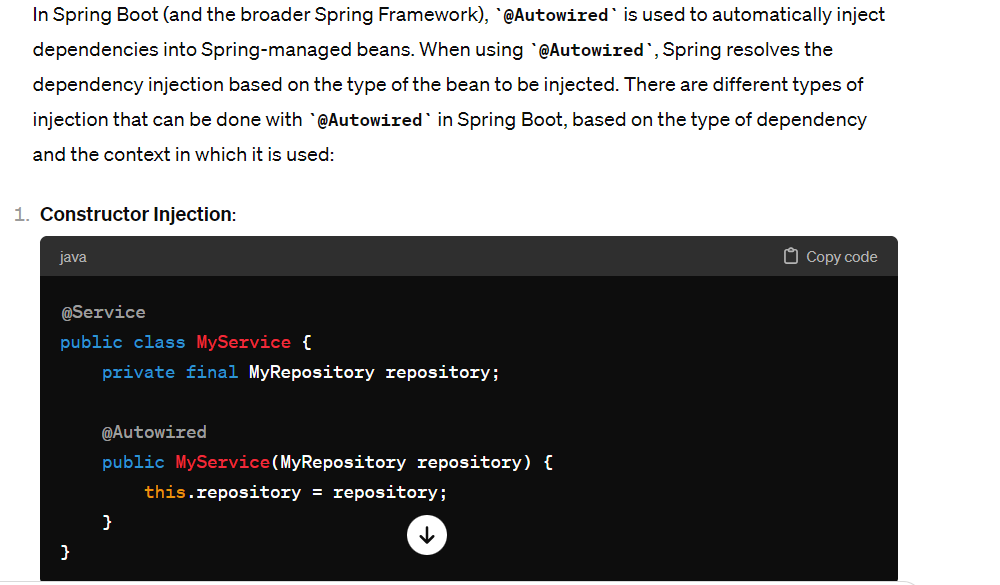 In Spring Boot (and the broader Spring Framework), `@Autowired` is used to automatically inject
dependencies into Spring-managed beans. When using `@Autowired`, Spring resolves the
dependency injection based on the type of the bean to be injected. There are different types of
injection that can be done with `@Autowired` in Spring Boot, based on the type of dependency
and the context in which it is used:
1. Constructor Injection:
java Copy code
@Service
public class MyService {
    private final MyRepository repository;
    @Autowired
    public MyService(MyRepository repository) {
        this.repository = repository;
    }
}